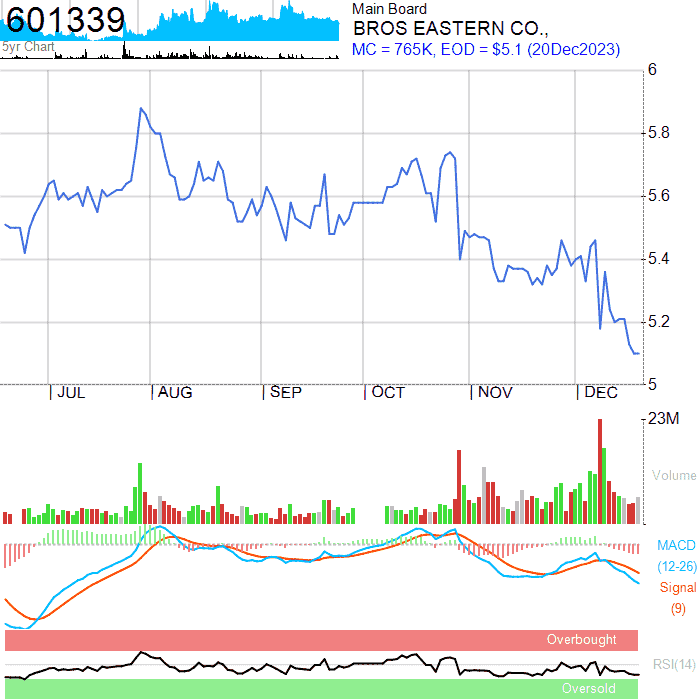 601339
5yr Chart
Main Board
BROS EASTERN CO.,
MC = 765K, EOD = $5.1 (20Dec2023)
6
5.8
5.6
5.4
5.2
5
JUL AUG SEP OCT NOV DEC
23M
Volume
MACD
(12-26)
Signal
(9)
Overbought
RSI(14)
Oversold